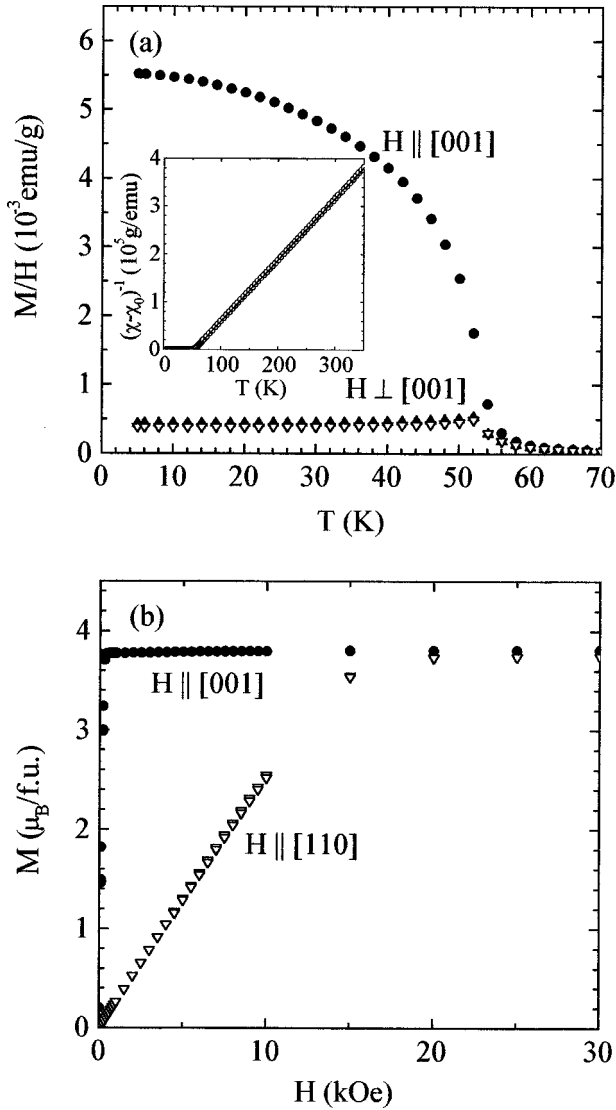 (a)
6
5
4
3
2
1
0
M/H (10⁻³emu/g)
H || [001]
4
3
2
1
0
(χ-χ₀)⁻¹ (10⁵g/emu)
0 100 200 300
T (K)
H ⊥ [001]
0 10 20 30 40 50 60 70
T (K)
(b)
4
3
2
1
0
M (μ_B/f.u.)
H || [001]
H || [110]
0 10 20 30
H (kOe)